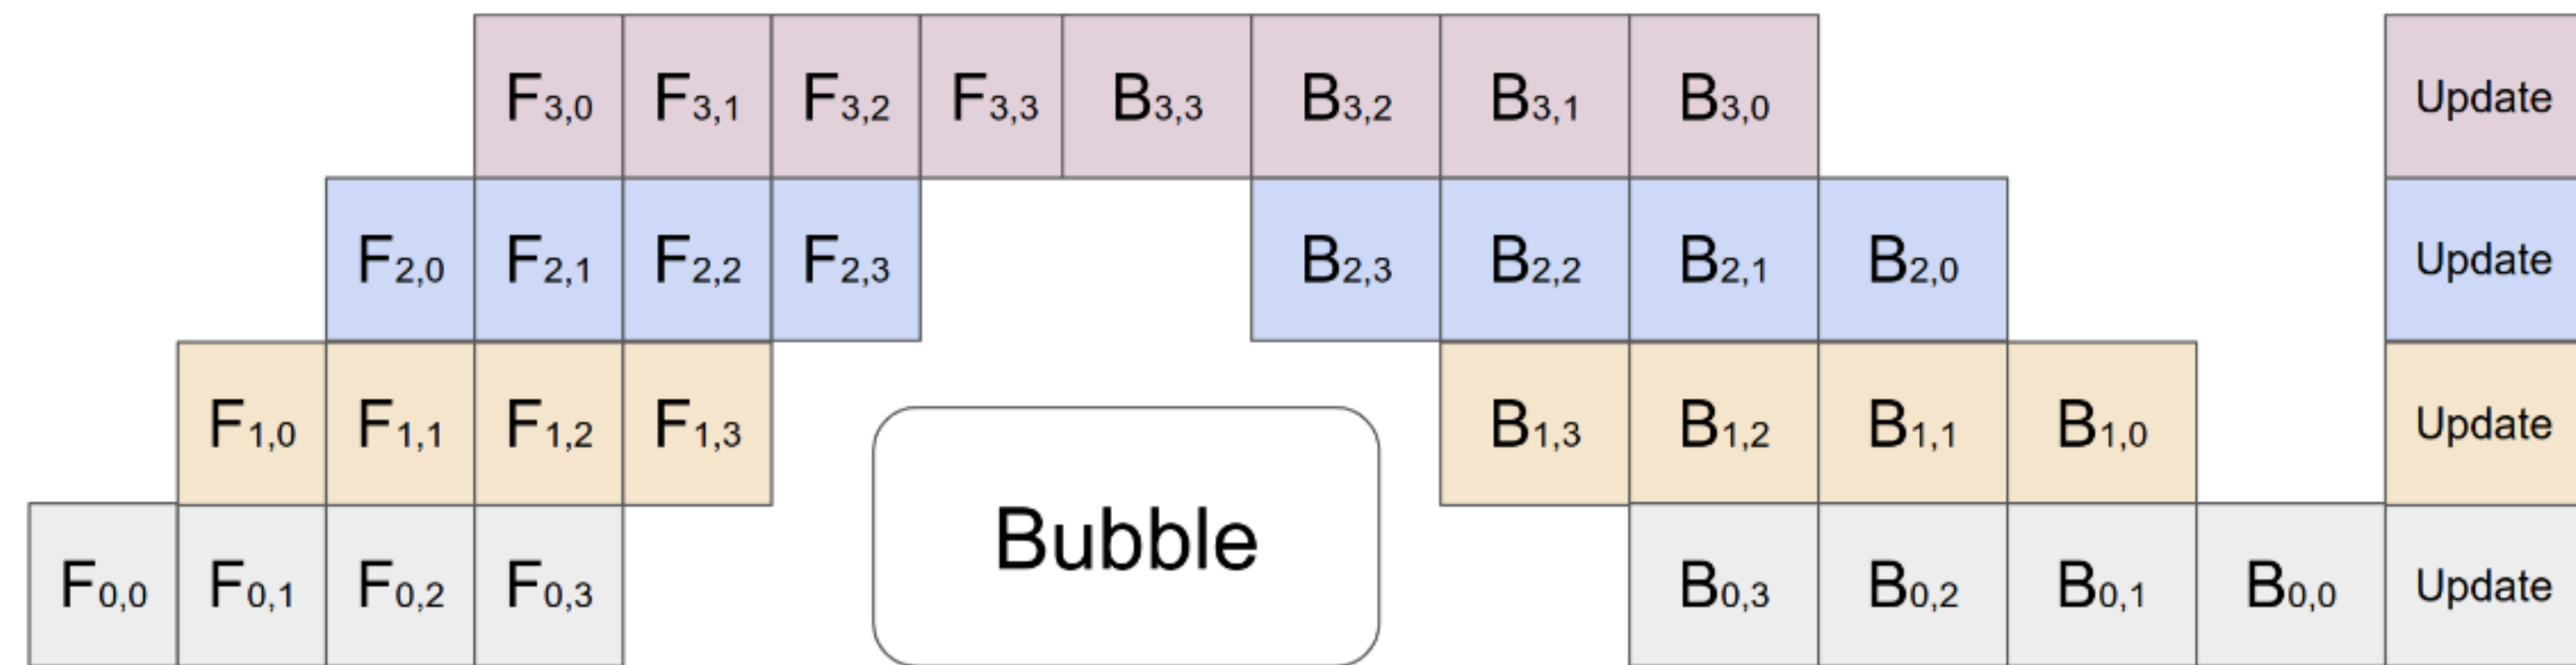 F3,0 F3,1 F3,2 F3,3 B3,3 B3,2 B3,1 B3,0 Update
F2,0 F2,1 F2,2 F2,3 B2,3 B2,2 B2,1 B2,0 Update
F1,0 F1,1 F1,2 F1,3 B1,3 B1,2 B1,1 B1,0 Update
Bubble
F0,0 F0,1 F0,2 F0,3 B0,3 B0,2 B0,1 B0,0 Update